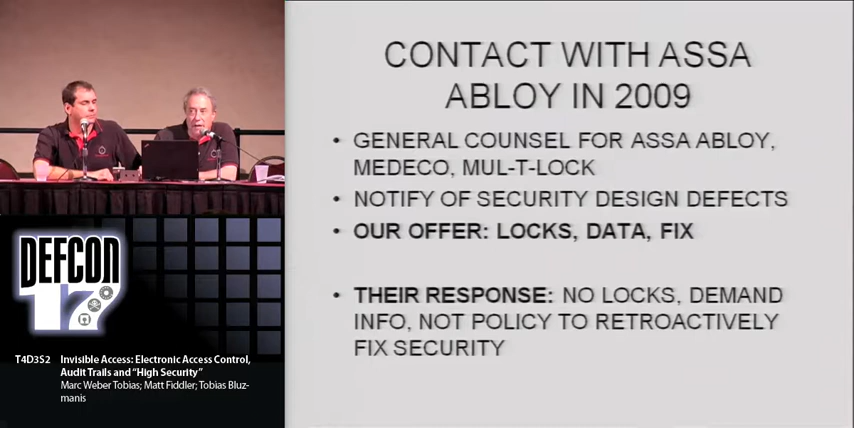 CONTACT WITH ASSA
ABLOY IN 2009
• GENERAL COUNSEL FOR ASSA ABLOY,
MEDECO, MUL-T-LOCK
• NOTIFY OF SECURITY DESIGN DEFECTS
• OUR OFFER: LOCKS, DATA, FIX
• THEIR RESPONSE: NO LOCKS, DEMAND
INFO, NOT POLICY TO RETROACTIVELY
FIX SECURITY
DEFCON
17
T4D3S2 Invisible Access: Electronic Access Control,
Audit Trails and “High Security”
Marc Weber Tobias; Matt Fiddler; Tobias Bluz-
manis